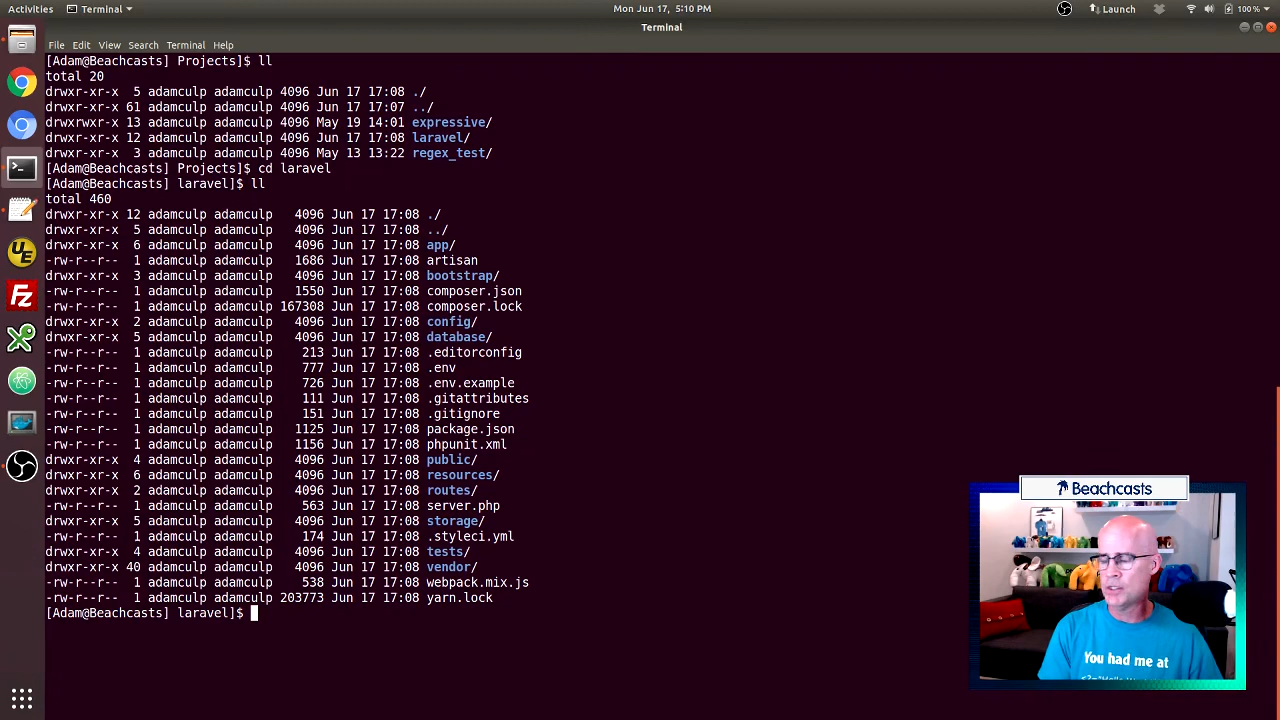 Activities
Terminal
Mon Jun 17, 5:10 PM
Launch
100 %
Terminal
File Edit View Search Terminal Help
[Adam@Beachcasts] Projects]$ ll
total 20
drwxr-xr-x  5 adamculp adamculp 4096 Jun 17 17:08 ./
drwxr-xr-x 61 adamculp adamculp 4096 Jun 17 17:07 ../
drwxrwxr-x 13 adamculp adamculp 4096 May 19 14:01 expressive/
drwxr-xr-x 12 adamculp adamculp 4096 Jun 17 17:08 laravel/
drwxr-xr-x  3 adamculp adamculp 4096 May 13 13:22 regex_test/
[Adam@Beachcasts] Projects]$ cd laravel
[Adam@Beachcasts] laravel]$ ll
total 460
drwxr-xr-x 12 adamculp adamculp   4096 Jun 17 17:08 ./
drwxr-xr-x  5 adamculp adamculp   4096 Jun 17 17:08 ../
drwxr-xr-x  6 adamculp adamculp   4096 Jun 17 17:08 app/
-rw-r--r--  1 adamculp adamculp   1686 Jun 17 17:08 artisan
drwxr-xr-x  3 adamculp adamculp   4096 Jun 17 17:08 bootstrap/
-rw-r--r--  1 adamculp adamculp   1550 Jun 17 17:08 composer.json
-rw-r--r--  1 adamculp adamculp 167308 Jun 17 17:08 composer.lock
drwxr-xr-x  2 adamculp adamculp   4096 Jun 17 17:08 config/
drwxr-xr-x  5 adamculp adamculp   4096 Jun 17 17:08 database/
-rw-r--r--  1 adamculp adamculp    213 Jun 17 17:08 .editorconfig
-rw-r--r--  1 adamculp adamculp    777 Jun 17 17:08 .env
-rw-r--r--  1 adamculp adamculp    726 Jun 17 17:08 .env.example
-rw-r--r--  1 adamculp adamculp    111 Jun 17 17:08 .gitattributes
-rw-r--r--  1 adamculp adamculp    151 Jun 17 17:08 .gitignore
-rw-r--r--  1 adamculp adamculp   1125 Jun 17 17:08 package.json
-rw-r--r--  1 adamculp adamculp   1156 Jun 17 17:08 phpunit.xml
drwxr-xr-x  4 adamculp adamculp   4096 Jun 17 17:08 public/
drwxr-xr-x  6 adamculp adamculp   4096 Jun 17 17:08 resources/
drwxr-xr-x  2 adamculp adamculp   4096 Jun 17 17:08 routes/
-rw-r--r--  1 adamculp adamculp    563 Jun 17 17:08 server.php
drwxr-xr-x  5 adamculp adamculp   4096 Jun 17 17:08 storage/
-rw-r--r--  1 adamculp adamculp    174 Jun 17 17:08 .styleci.yml
drwxr-xr-x  4 adamculp adamculp   4096 Jun 17 17:08 tests/
drwxr-xr-x 40 adamculp adamculp   4096 Jun 17 17:08 vendor/
-rw-r--r--  1 adamculp adamculp    538 Jun 17 17:08 webpack.mix.js
-rw-r--r--  1 adamculp adamculp 203773 Jun 17 17:08 yarn.lock
[Adam@Beachcasts] laravel]$
Beachcasts
You had me at